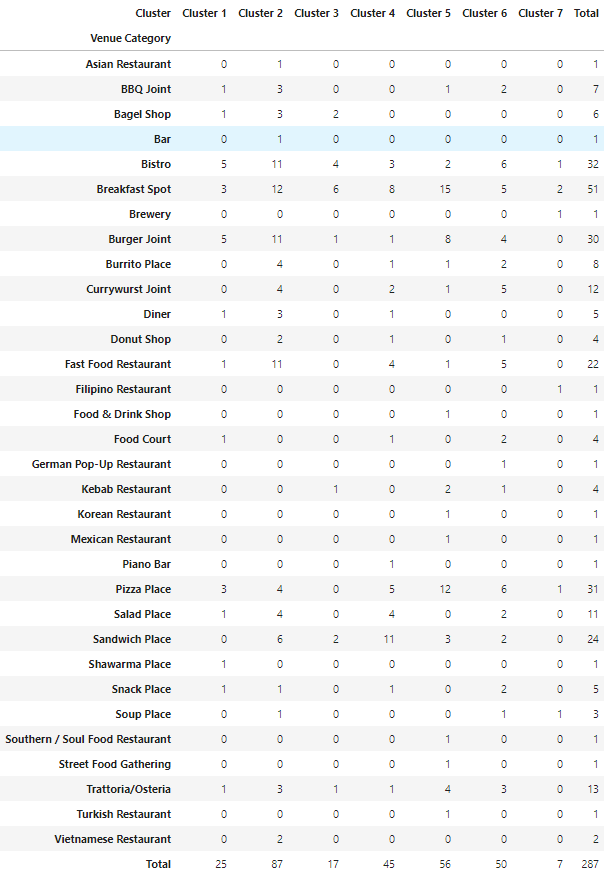 Cluster Cluster 1 Cluster 2 Cluster 3 Cluster 4 Cluster 5 Cluster 6 Cluster 7 Total
Venue Category
Asian Restaurant 0 1 0 0 0 0 0 1
BBQ Joint 1 3 0 0 1 2 0 7
Bagel Shop 1 3 2 0 0 0 0 6
Bar 0 1 0 0 0 0 0 1
Bistro 5 11 4 3 2 6 1 32
Breakfast Spot 3 12 6 8 15 5 2 51
Brewery 0 0 0 0 0 0 1 1
Burger Joint 5 11 1 1 8 4 0 30
Burrito Place 0 4 0 1 1 2 0 8
Currywurst Joint 0 4 0 2 1 5 0 12
Diner 1 3 0 1 0 0 0 5
Donut Shop 0 2 0 1 0 1 0 4
Fast Food Restaurant 1 11 0 4 1 5 0 22
Filipino Restaurant 0 0 0 0 0 0 1 1
Food & Drink Shop 0 0 0 0 1 0 0 1
Food Court 1 0 0 1 0 2 0 4
German Pop-Up Restaurant 0 0 0 0 0 1 0 1
Kebab Restaurant 0 0 1 0 2 1 0 4
Korean Restaurant 0 0 0 0 1 0 0 1
Mexican Restaurant 0 0 0 0 1 0 0 1
Piano Bar 0 0 0 1 0 0 0 1
Pizza Place 3 4 0 5 12 6 1 31
Salad Place 1 4 0 4 0 2 0 11
Sandwich Place 0 6 2 11 3 2 0 24
Shawarma Place 1 0 0 0 0 0 0 1
Snack Place 1 1 0 1 0 2 0 5
Soup Place 0 1 0 0 0 1 1 3
Southern / Soul Food Restaurant 0 0 0 0 1 0 0 1
Street Food Gathering 0 0 0 0 1 0 0 1
Trattoria/Osteria 1 3 1 1 4 3 0 13
Turkish Restaurant 0 0 0 0 1 0 0 1
Vietnamese Restaurant 0 2 0 0 0 0 0 2
Total 25 87 17 45 56 50 7 287